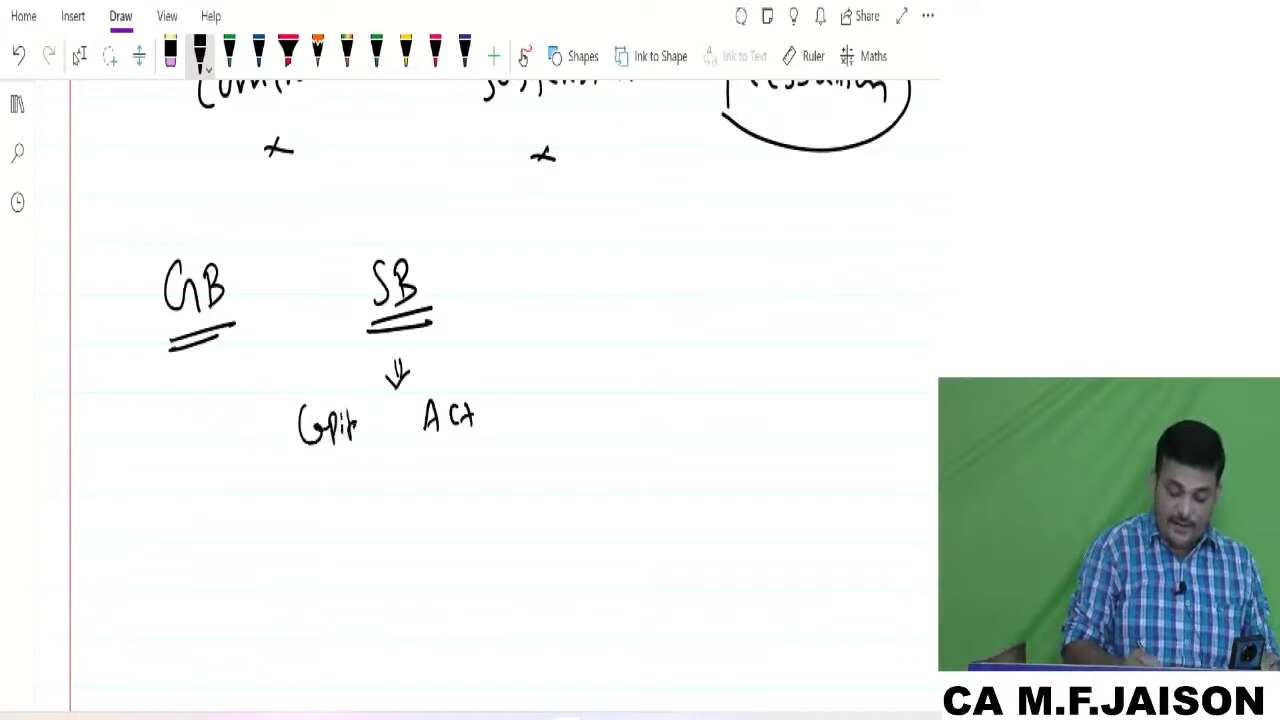 Home Insert Draw View Help Share
Shapes Ink to Shape Ink to Text Ruler Maths
GB SB
Act
CA M.F.JAISON